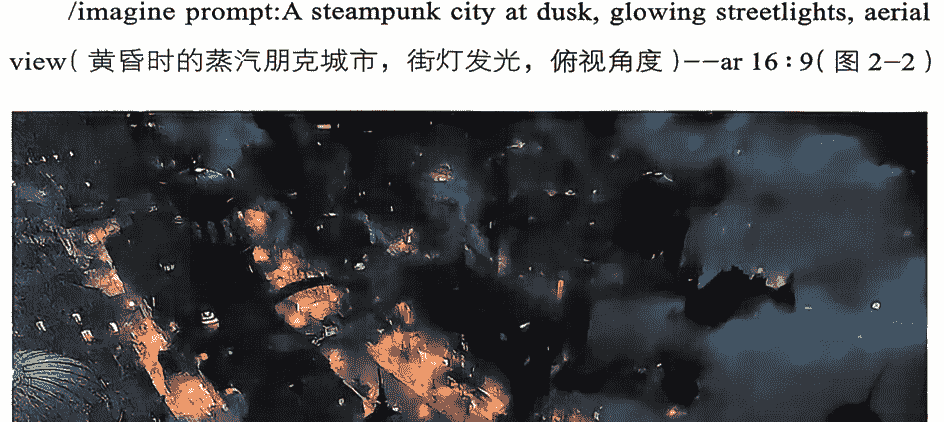 /imagine prompt:A steampunk city at dusk, glowing streetlights, aerial
view(黄昏时的蒸汽朋克城市，街灯发光，俯视角度)--ar 16:9(图2-2)